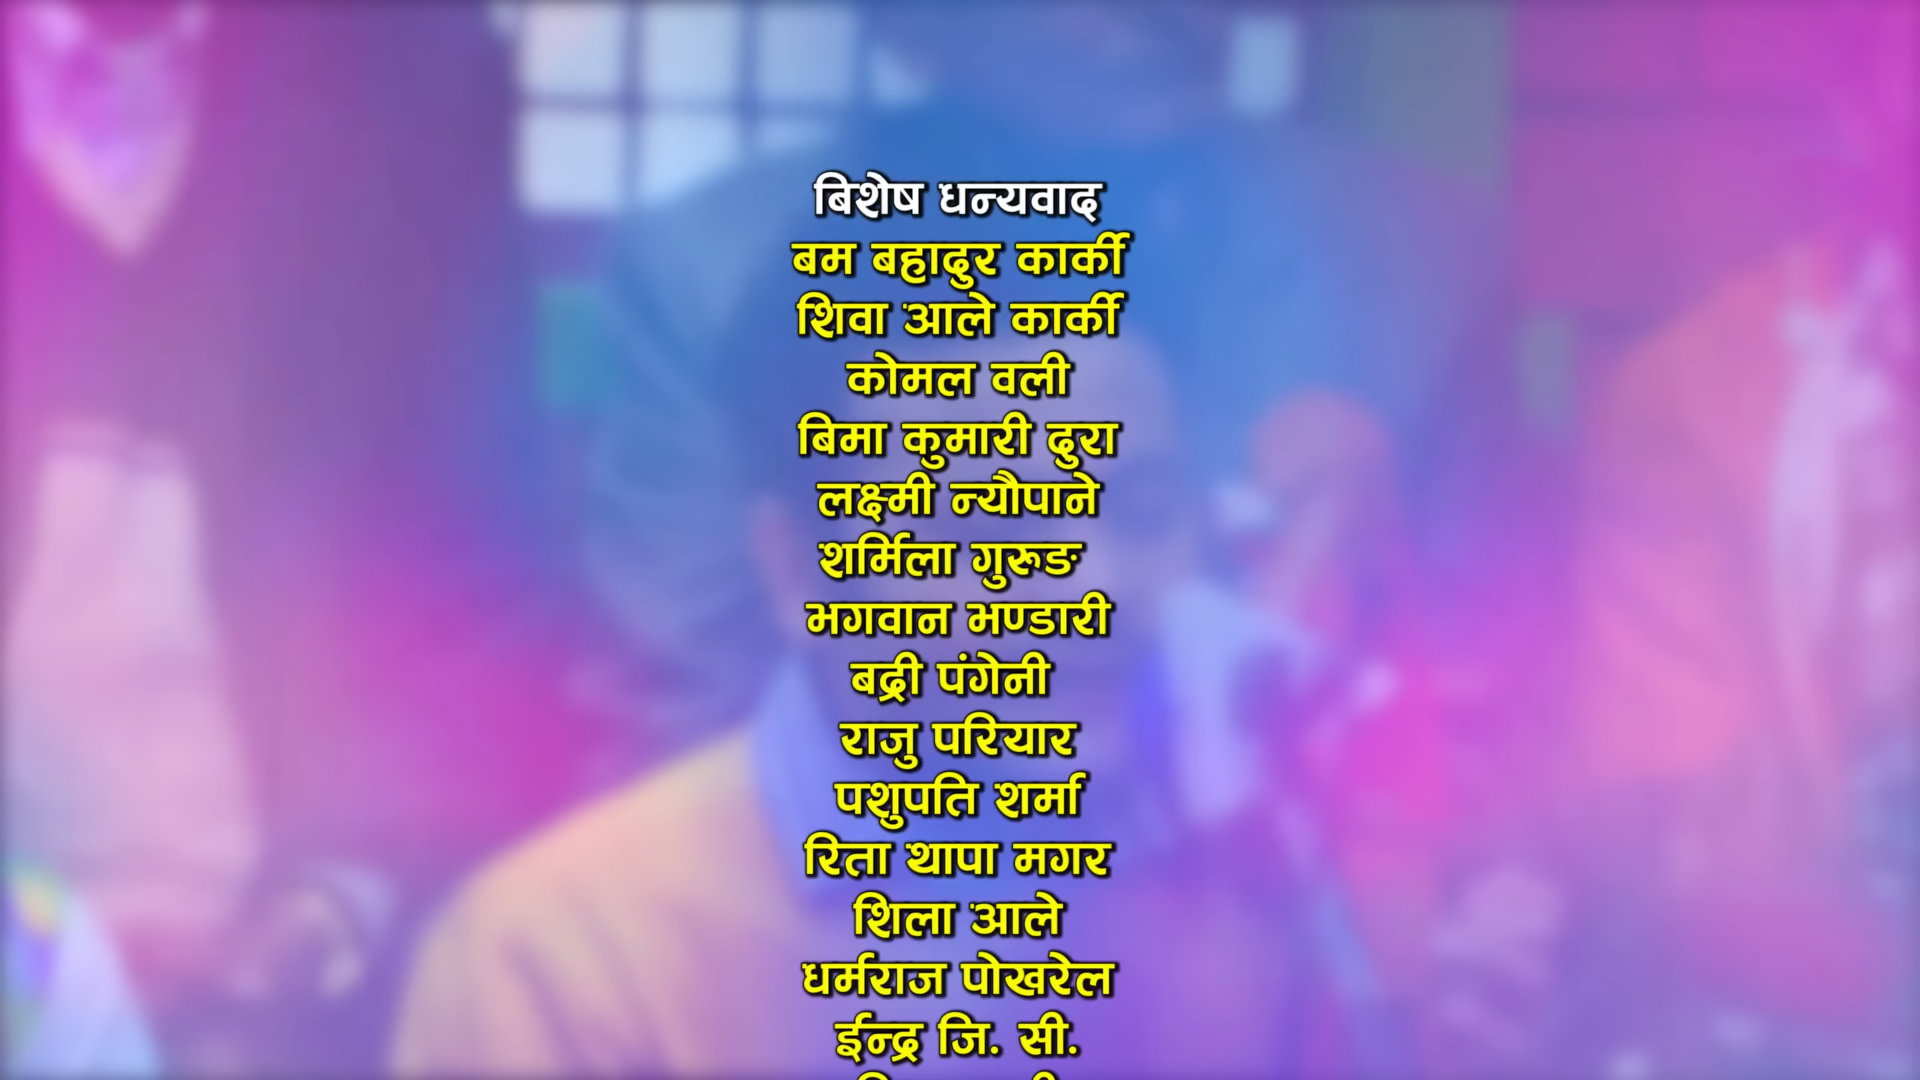 बिशेष धन्यवाद
बम बहादुर कार्की
शिवा आले कार्की
कोमल वली
बिमा कुमारी दुरा
लक्ष्मी न्यौपाने
शर्मिला गुरुङ
भगवान भण्डारी
बद्री पंगेनी
राजु परियार
पशुपति शर्मा
रिता थापा मगर
शिला आले
धर्मराज पोखरेल
ईन्द्र जि. सी.